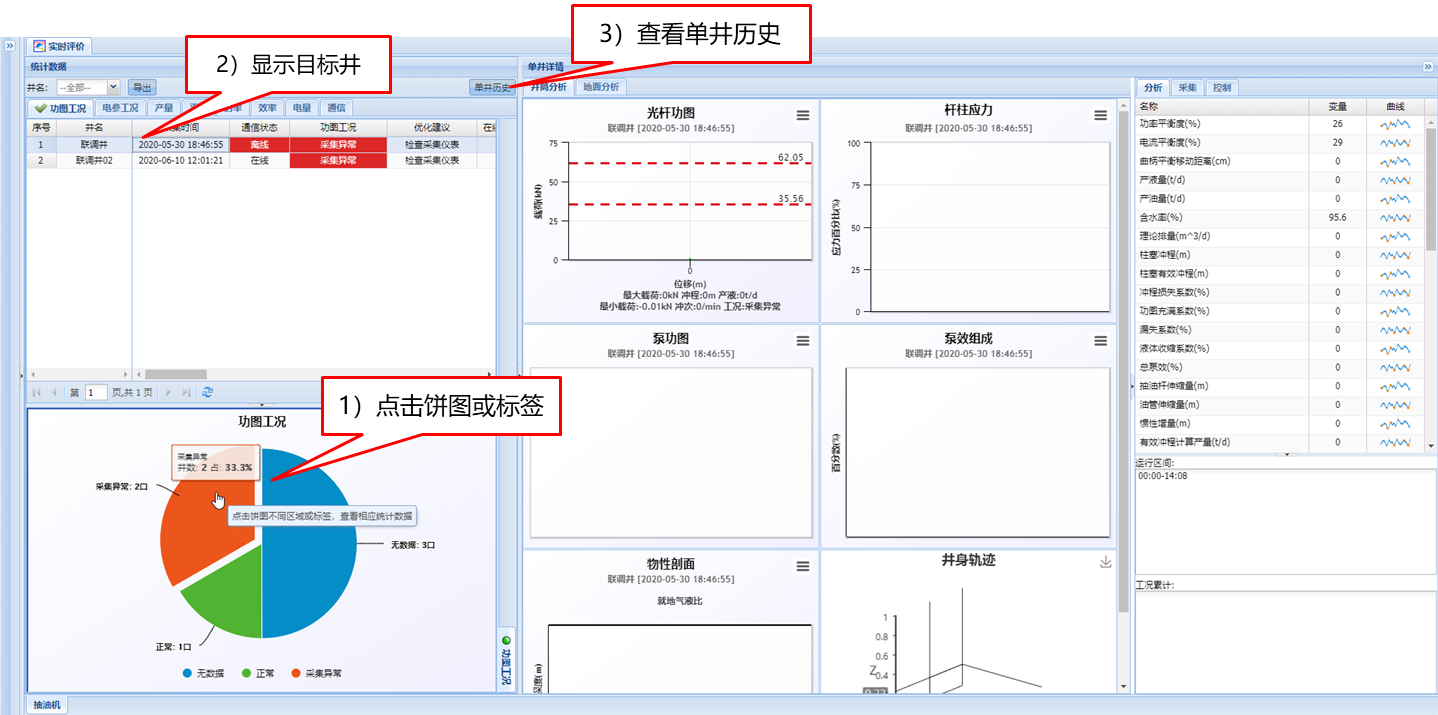 3）查看单井历史
2）显示目标井
1）点击饼图或标签
实时评价
统计数据
井名: --全部-- 导出 单井历史
功图工况 电参工况 产量 效率 电量 通信
序号 井名 采集时间 通信状态 功图工况 优化建议
1 联调井 2020-05-30 18:46:55 离线 采集异常 检查采集仪表
2 联调井02 2020-06-10 12:01:21 在线 采集异常 检查采集仪表
第 1 页,共 1 页
功图工况
采集异常
井数: 2 占: 33.3%
采集异常: 2口
点击饼图不同区域或标签，查看相应统计数据
无数据: 3口
正常: 1口
无数据 正常 采集异常
功图工况
抽油机
单井详情
井筒分析 地面分析
光杆功图
联调井 [2020-05-30 18:46:55]
75
62.05
50
35.56
25
0
载荷(kN)
0
位移(m)
最大载荷:0kN 冲程:0m 产液:0t/d
最小载荷:-0.01kN 冲次:0/min 工况:采集异常
杆柱应力
联调井 [2020-05-30 18:46:55]
100
75
50
25
0
应力百分比(%)
泵功图
联调井 [2020-05-30 18:46:55]
泵效组成
联调井 [2020-05-30 18:46:55]
百分数(%)
物性剖面
联调井 [2020-05-30 18:46:55]
就地气液比
深度(m)
井身轨迹
1
0.8
0.6
Z
0.4
分析 采集 控制
名称 变量 曲线
功率平衡度(%) 26
电流平衡度(%) 29
曲柄平衡移动距离(cm) 0
产液量(t/d) 0
产油量(t/d) 0
含水率(%) 95.6
理论排量(m^3/d) 0
柱塞冲程(m) 0
柱塞有效冲程(m) 0
冲程损失系数(%) 0
功图充满系数(%) 0
漏失系数(%) 0
液体收缩系数(%) 0
总泵效(%) 0
抽油杆伸缩量(m) 0
油管伸缩量(m) 0
惯性增量(m) 0
有效冲程计算产量(t/d) 0
运行区间:
00:00-14:08
工况累计: